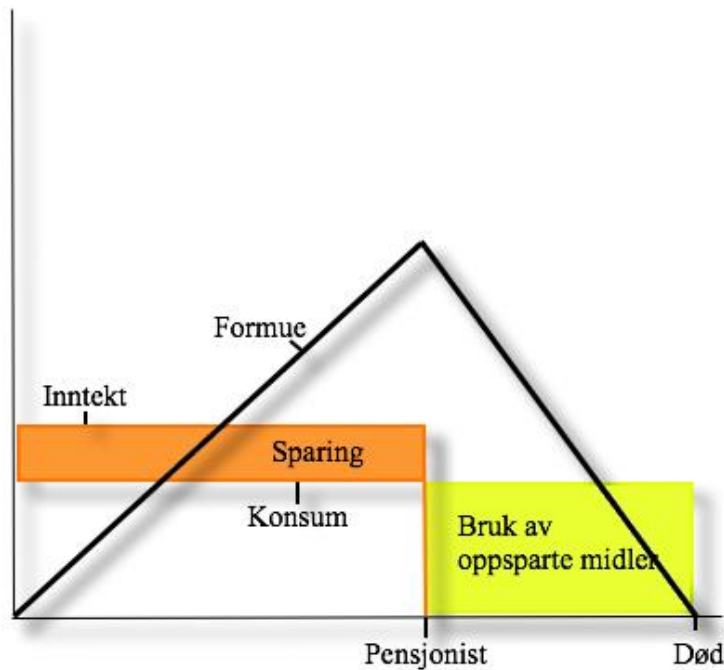 Formue
Inntekt
Sparing
Konsum
Bruk av
oppsparte midler
Pensjonist
Død